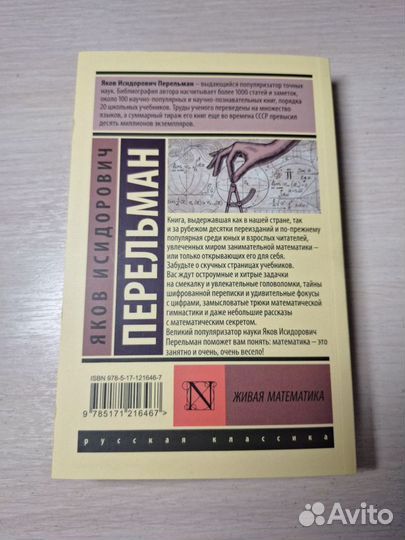 Яков Исидорович Перельман – выдающийся популяризатор точных
наук. Библиография автора насчитывает более 1000 статей и заметок,
около 100 научно-популярных и научно-познавательных книг, порядка
20 школьных учебников. Труды ученого переведены на множество
языков, а суммарный тираж его книг еще во времена СССР превысил
десять миллионов экземпляров.
ЯКОВ ИСИДОРОВИЧ
ПЕРЕЛЬМАН
Книга, выдержавшая как в нашей стране, так
и за рубежом десятки переизданий и по-прежнему
популярная среди юных и взрослых читателей,
увлеченных миром занимательной математики –
или только открывающих его для себя.
Забудьте о скучных страницах учебников.
Вас ждут остроумные и хитрые задачки
на смекалку и увлекательные головоломки, тайны
шифрованной переписки и удивительные фокусы
с цифрами, замысловатые трюки математической
гимнастики и даже небольшие рассказы
с математическим секретом.
Великий популяризатор науки Яков Исидорович
Перельман поможет вам понять: математика – это
занятно и очень, очень весело!
ISBN 978-5-17-121646-7
9 785171 216467 >
N
ЖИВАЯ МАТЕМАТИКА
русская классика
Avito